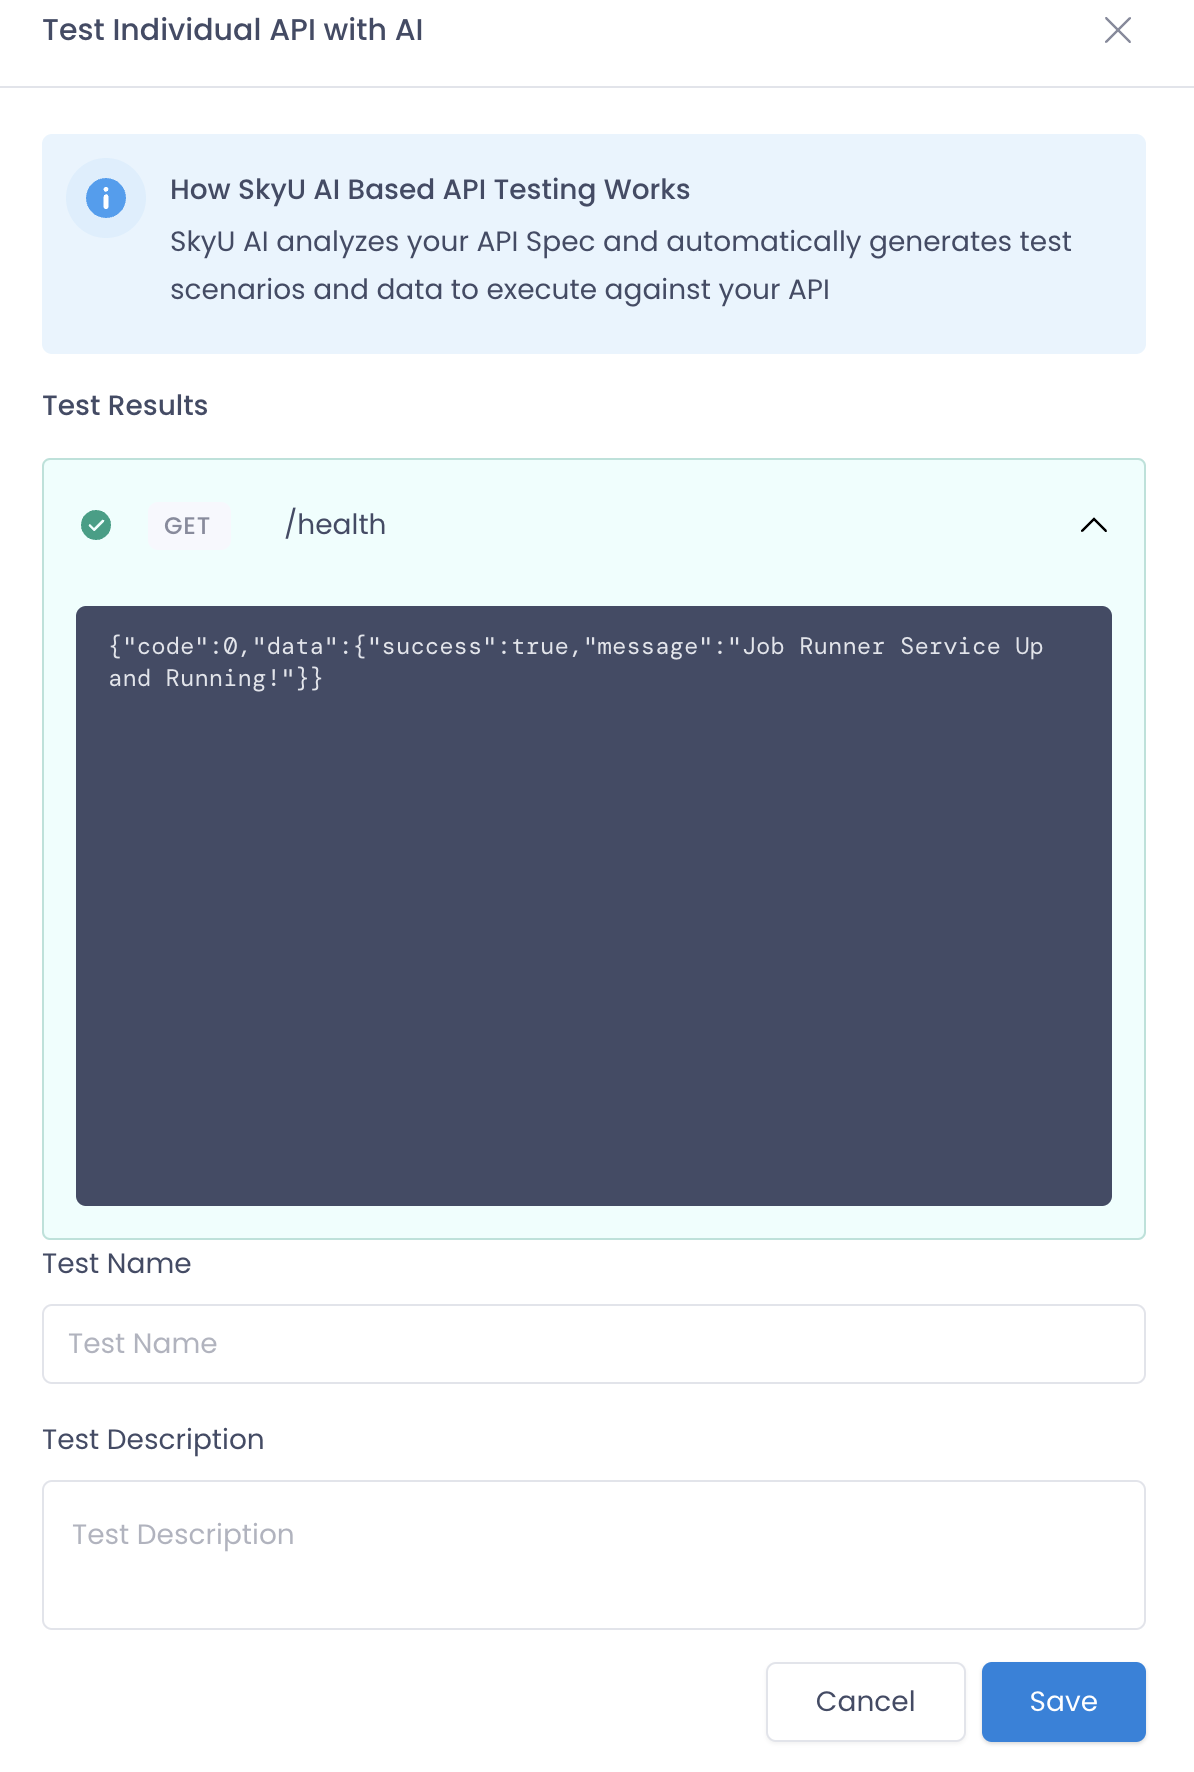 Test Individual API with AI
How SkyU AI Based API Testing Works
SkyU AI analyzes your API Spec and automatically generates test
scenarios and data to execute against your API
Test Results
GET /health
{"code":0,"data":{"success":true,"message":"Job Runner Service Up
and Running!"}}
Test Name
Test Name
Test Description
Test Description
Cancel Save